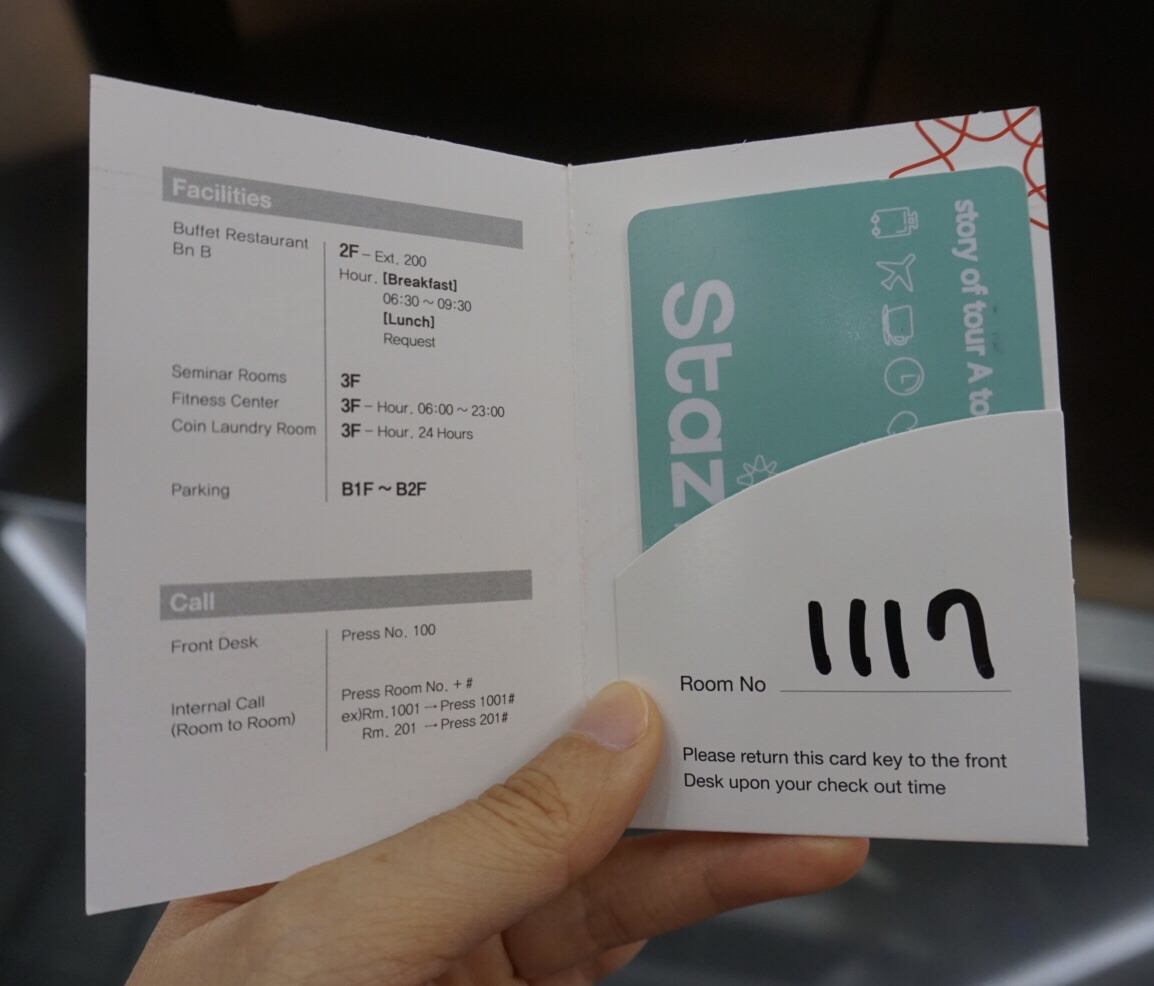 Facilities
Buffet Restaurant
Bn B
2F – Ext. 200
Hour. [Breakfast]
06:30 ~ 09:30
[Lunch]
Request
Seminar Rooms 3F
Fitness Center 3F – Hour. 06:00 ~ 23:00
Coin Laundry Room 3F – Hour. 24 Hours
Parking B1F ~ B2F
Call
Front Desk Press No. 100
Internal Call
(Room to Room)
Press Room No. + #
ex)Rm.1001 → Press 1001#
Rm. 201 → Press 201#
story of tour A to
Staz
Room No 1117
Please return this card key to the front
Desk upon your check out time